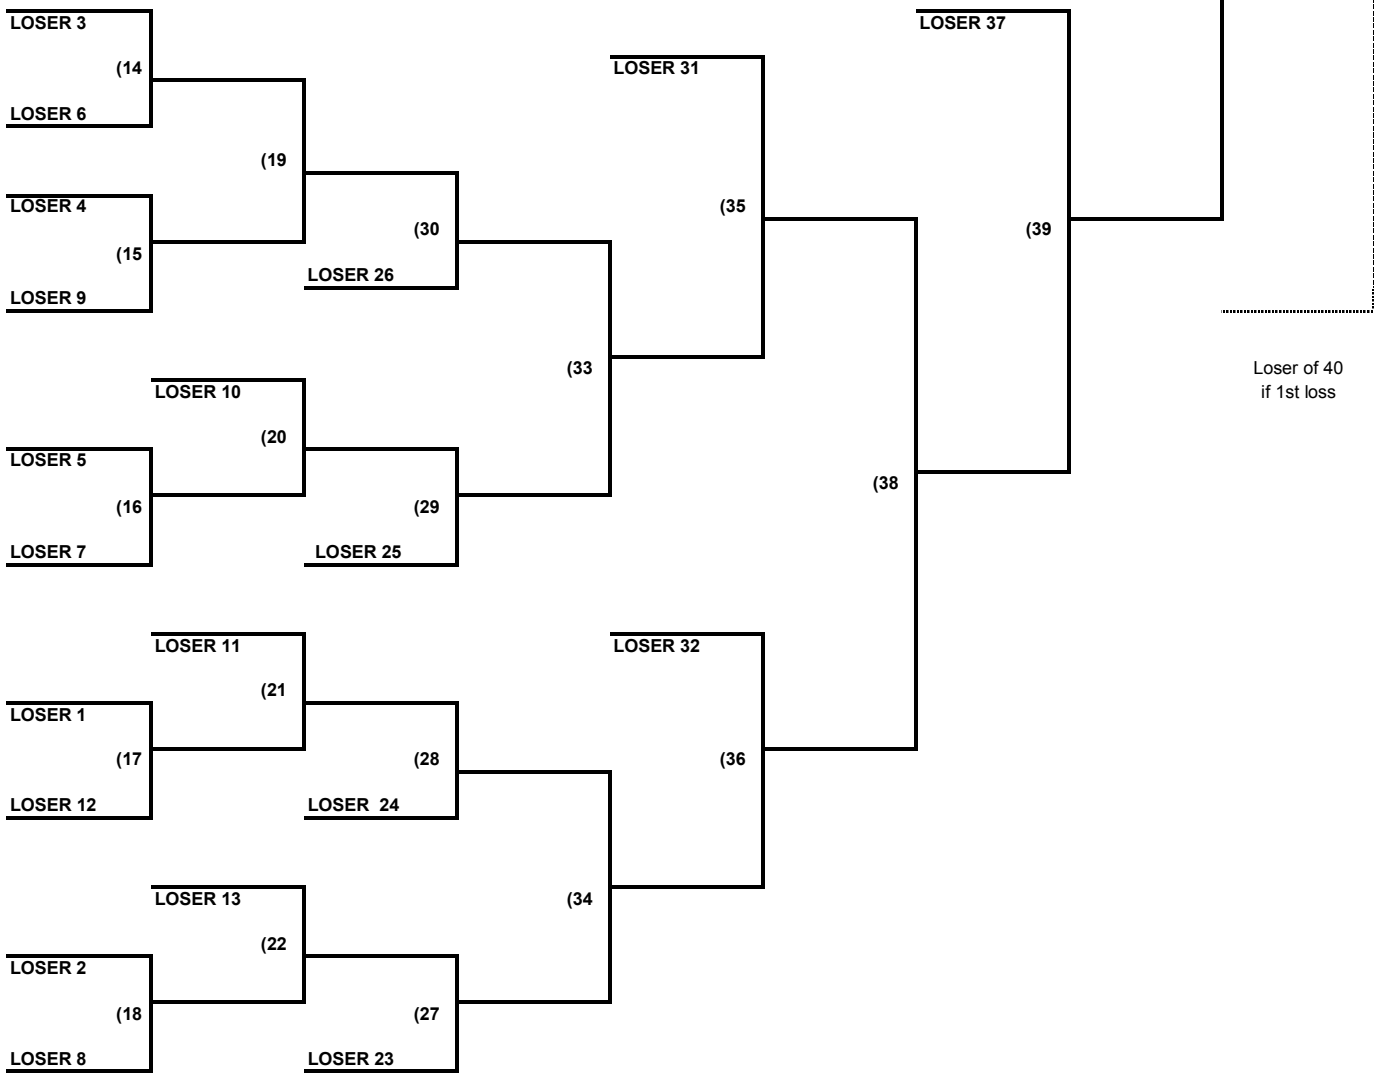 LOSER 3
LOSER 37
(14
LOSER 31
LOSER 6
(19
LOSER 4
(35
(30
(39
(15
LOSER 26
LOSER 9
(33
Loser of 40
if 1st loss
LOSER 10
(20
LOSER 5
(38
(16
(29
LOSER 7
LOSER 25
LOSER 11
LOSER 32
(21
LOSER 1
(17
(28
(36
LOSER 12
LOSER  24
LOSER 13
(34
(22
LOSER 2
(18
(27
LOSER 8
LOSER 23